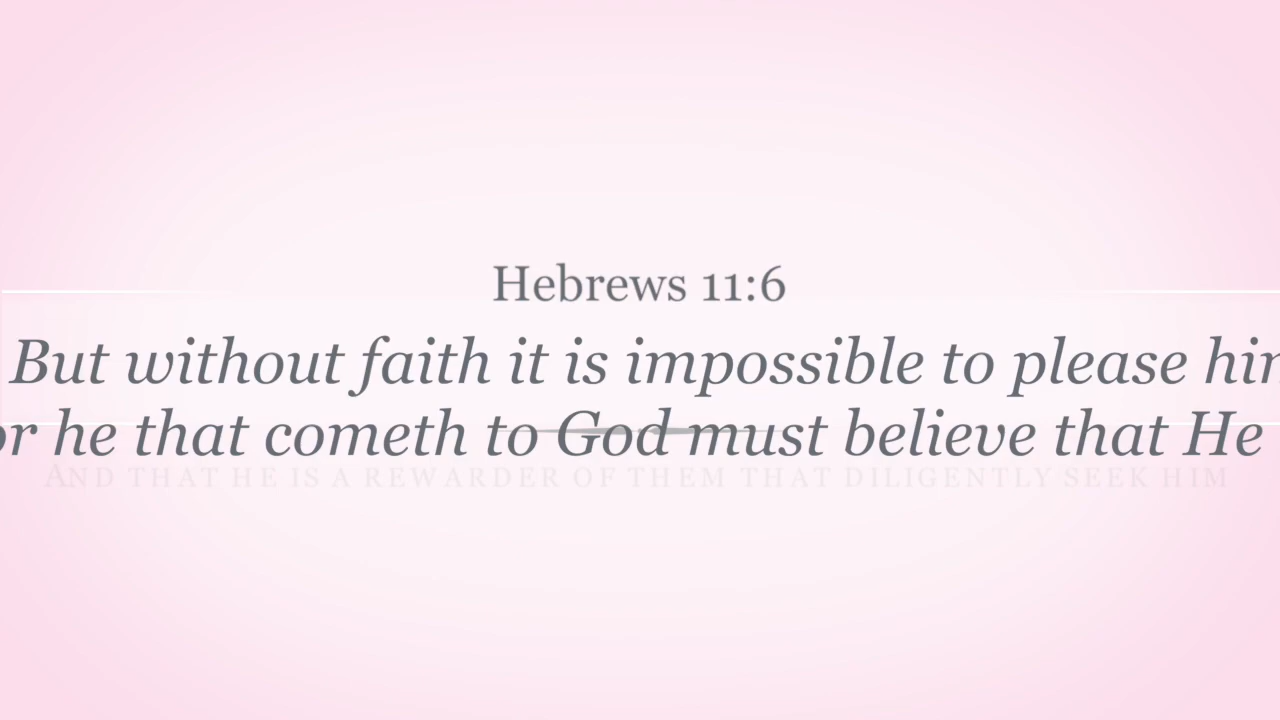 Hebrews 11:6
But without faith it is impossible to please
he that cometh to God must believe that He
AND THAT HE IS A REWARDER OF THEM THAT DILIGENTLY SEEK HIM